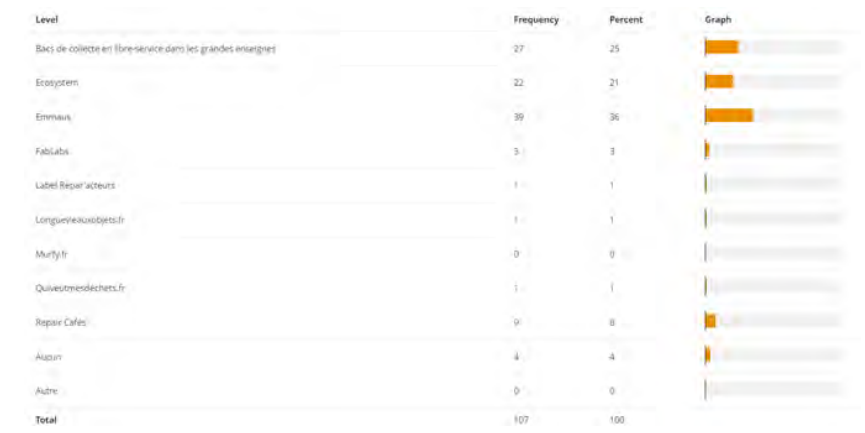 Level Frequency Percent Graph
Bacs de collecte en libre-service dans les grandes enseignes 27 25
Ecosystem 22 21
Emmaus 39 36
FabLabs 3 3
Label Répar'acteurs 1 1
Longuevieauxobjets.fr 1 1
Murfy.fr 0 0
Quiveutmesdéchets.fr 1 1
Repair Cafés 9 8
Aucun 4 4
Autre 0 0
Total 107 100